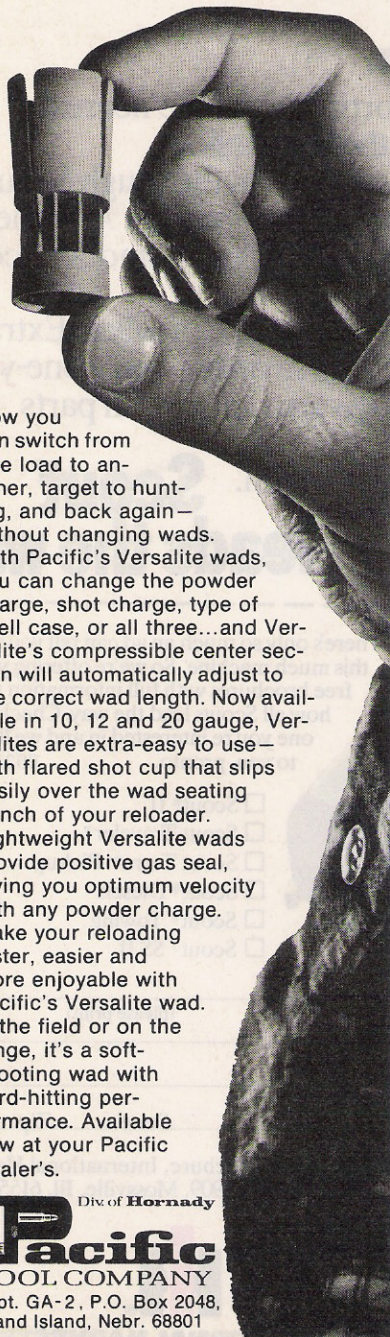 ow you
n switch from
e load to an-
her, target to hunt-
g, and back again—
ithout changing wads.
th Pacific's Versalite wads,
u can change the powder
arge, shot charge, type of
ell case, or all three...and Ver-
lite's compressible center sec-
n will automatically adjust to
e correct wad length. Now avail-
le in 10, 12 and 20 gauge, Ver-
lites are extra-easy to use—
th flared shot cup that slips
sily over the wad seating
nch of your reloader.
ghtweight Versalite wads
ovide positive gas seal,
ving you optimum velocity
th any powder charge.
ake your reloading
ster, easier and
ore enjoyable with
cific's Versalite wad.
the field or on the
nge, it's a soft-
ooting wad with
rd-hitting per-
rmance. Available
w at your Pacific
aler's.
Div. of Hornady
Pacific
OOL COMPANY
pt. GA-2, P.O. Box 2048,
and Island, Nebr. 68801